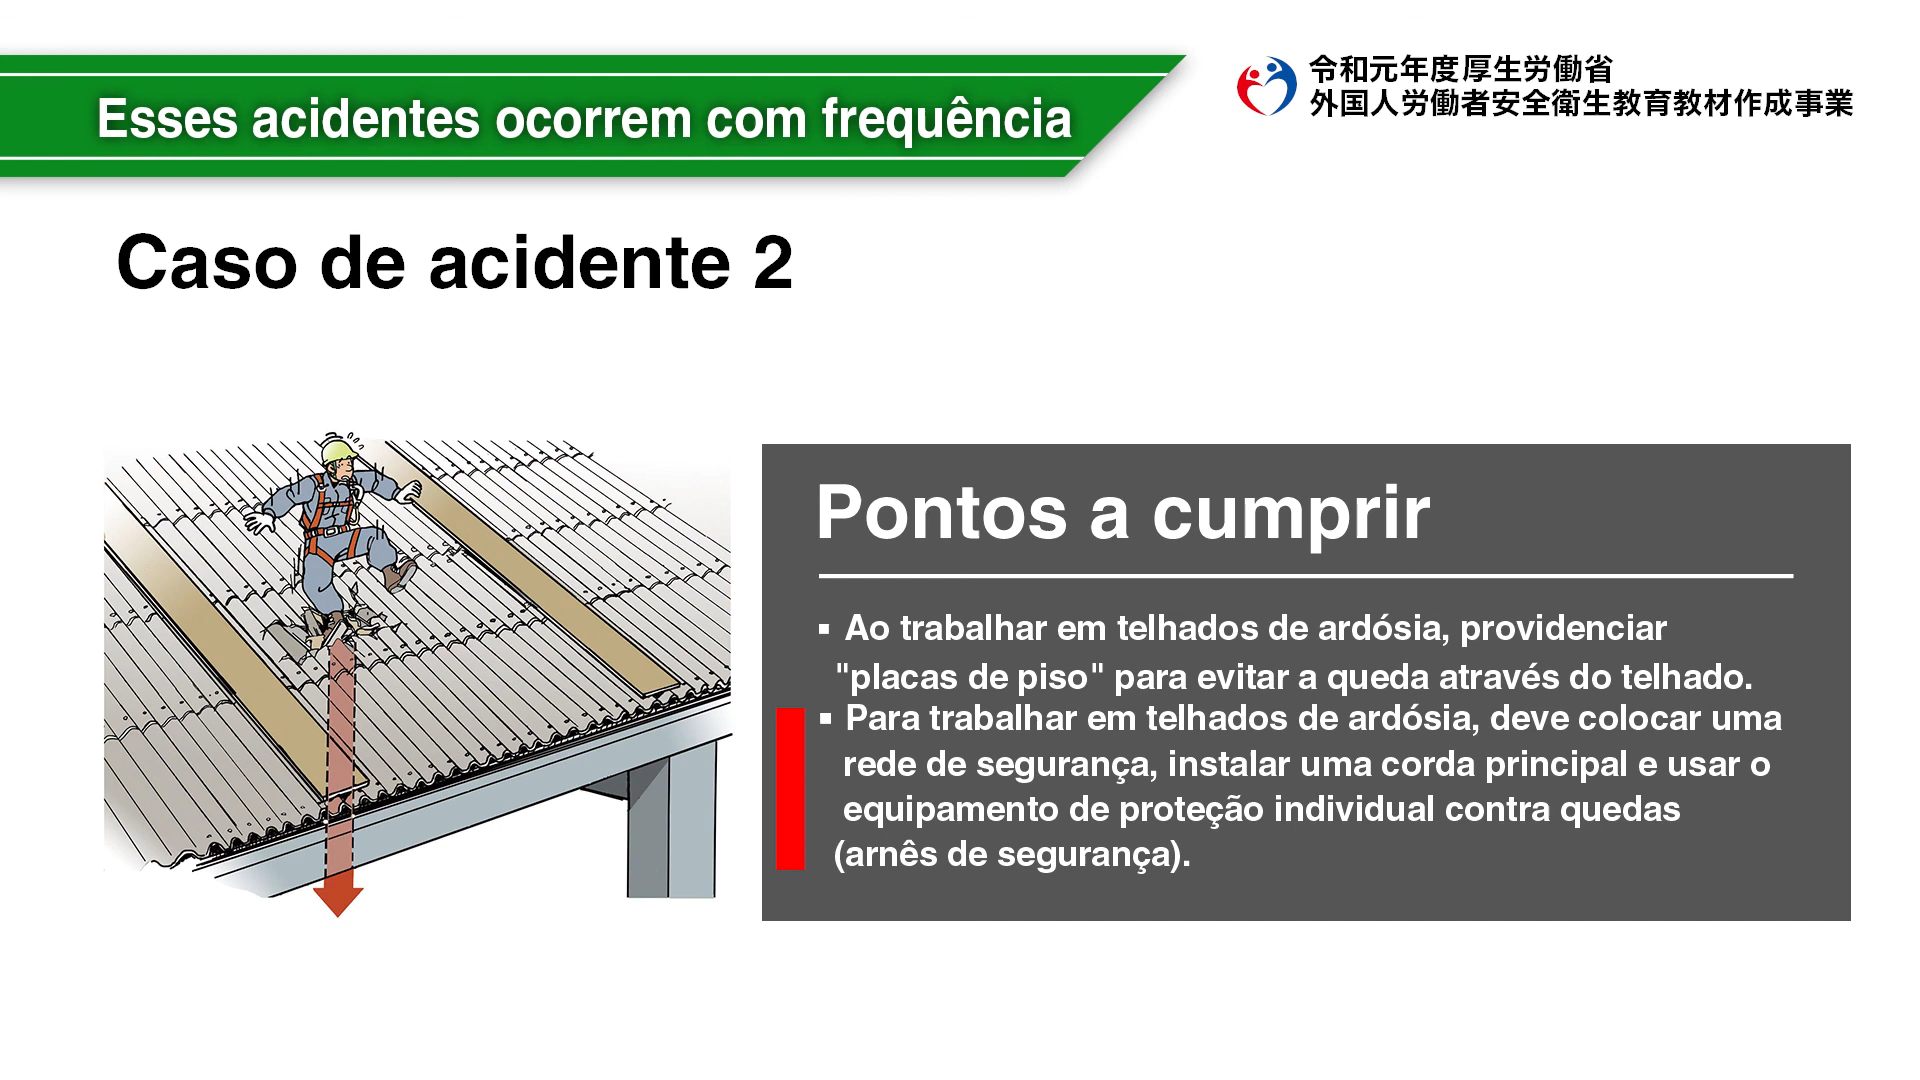 Esses acidentes ocorrem com frequência
令和元年度厚生労働省
外国人労働者安全衛生教育教材作成事業
Caso de acidente 2
Pontos a cumprir
▪ Ao trabalhar em telhados de ardósia, providenciar
"placas de piso" para evitar a queda através do telhado.
▪ Para trabalhar em telhados de ardósia, deve colocar uma
rede de segurança, instalar uma corda principal e usar o
equipamento de proteção individual contra quedas
(arnês de segurança).